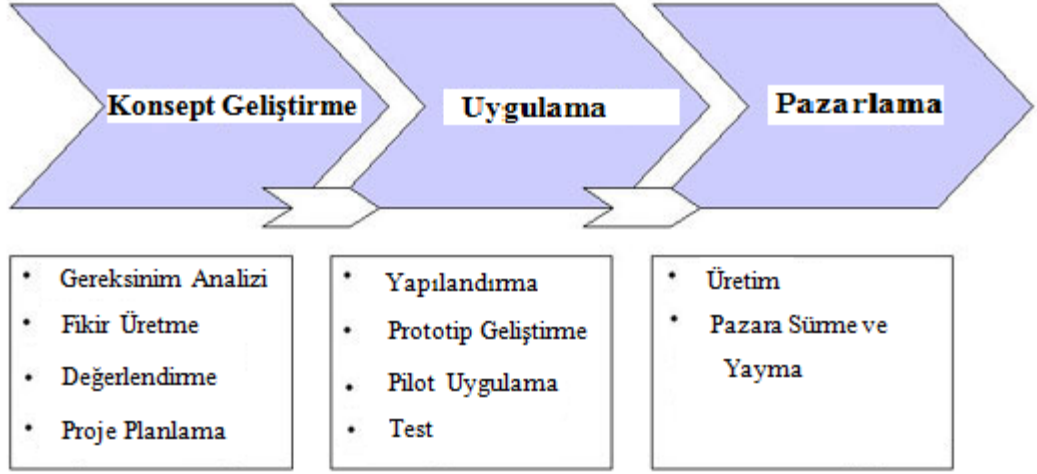 Konsept Geliştirme
Uygulama
Pazarlama
• Gereksinim Analizi
• Fikir Üretme
• Değerlendirme
• Proje Planlama
• Yapılandırma
• Prototip Geliştirme
• Pilot Uygulama
• Test
• Üretim
• Pazara Sürme ve
Yayma